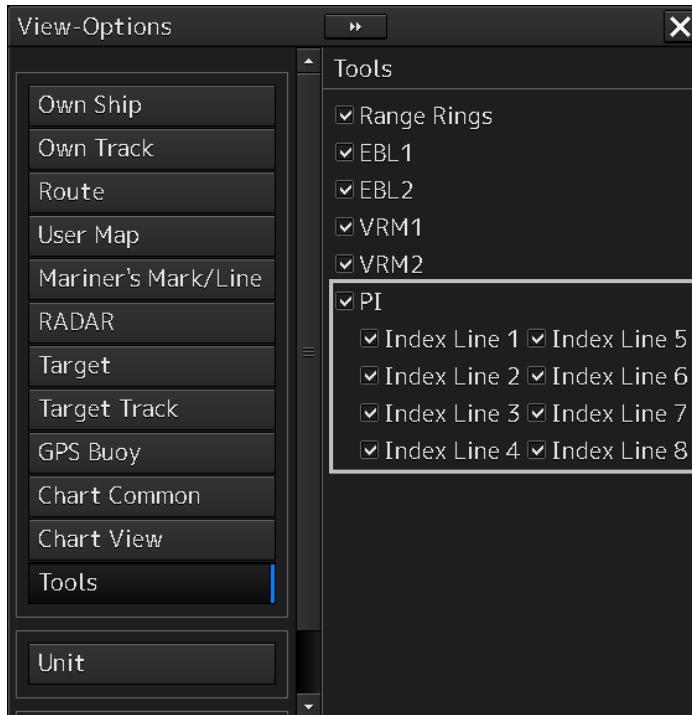 View-Options
Own Ship
Own Track
Route
User Map
Mariner's Mark/Line
RADAR
Target
Target Track
GPS Buoy
Chart Common
Chart View
Tools
Unit
Tools
Range Rings
EBL1
EBL2
VRM1
VRM2
PI
Index Line 1 Index Line 5
Index Line 2 Index Line 6
Index Line 3 Index Line 7
Index Line 4 Index Line 8